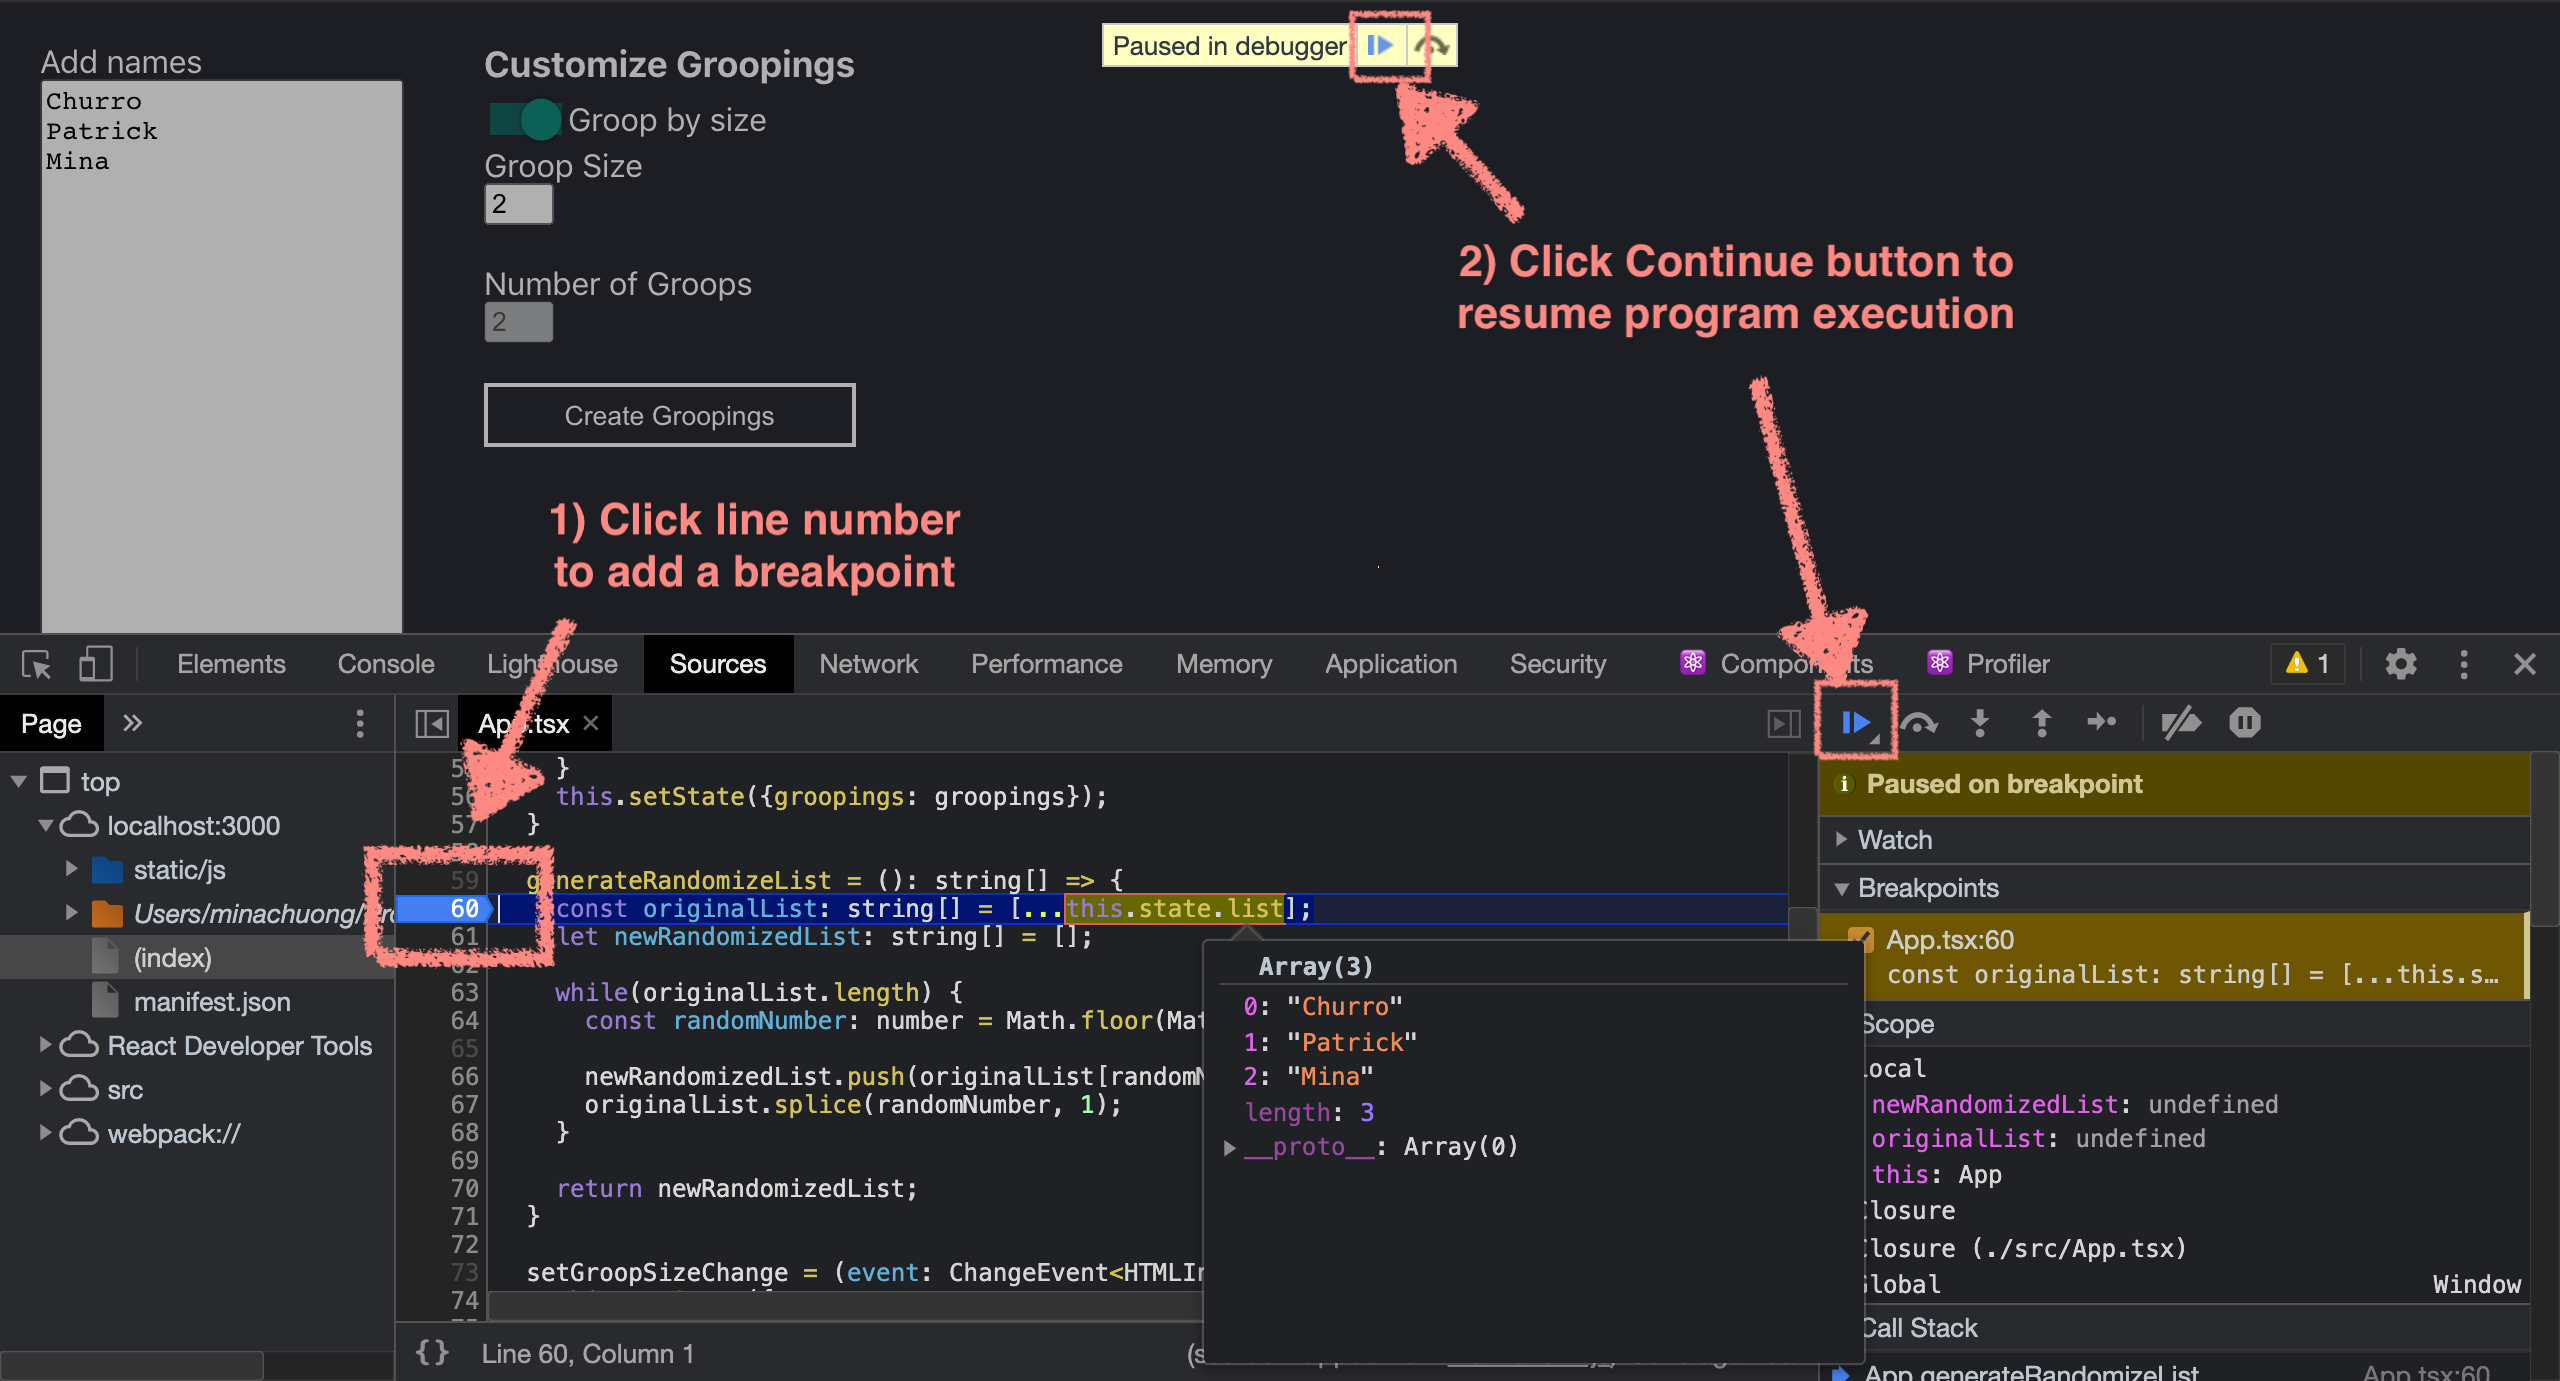 Add names
Churro
Patrick
Mina
Customize Groopings
Groop by size
Groop Size
2
Number of Groops
2
Create Groopings
Paused in debugger
2) Click Continue button to
resume program execution
1) Click line number
to add a breakpoint
Elements Console Lighthouse Sources Network Performance Memory Application Security Components Profiler 1
Page
App.tsx
top
localhost:3000
static/js
Users/minachuong/
(index)
manifest.json
React Developer Tools
src
webpack://
}
56 this.setState({groopings: groopings});
57 }
59 generateRandomizeList = (): string[] => {
60 const originalList: string[] = [...this.state.list];
61 let newRandomizedList: string[] = [];
62
63 while(originalList.length) {
64 const randomNumber: number = Math.floor(Mat
65
66 newRandomizedList.push(originalList[random
67 originalList.splice(randomNumber, 1);
68 }
69
70 return newRandomizedList;
71 }
72
73 setGroopSizeChange = (event: ChangeEvent<HTMLIn
74
{} Line 60, Column 1
Array(3)
0: "Churro"
1: "Patrick"
2: "Mina"
length: 3
__proto__: Array(0)
Paused on breakpoint
Watch
Breakpoints
App.tsx:60
const originalList: string[] = [...this.s…
Scope
Local
newRandomizedList: undefined
originalList: undefined
this: App
Closure
Closure (./src/App.tsx)
Global Window
Call Stack
App.generateRandomizeList App.tsx:60